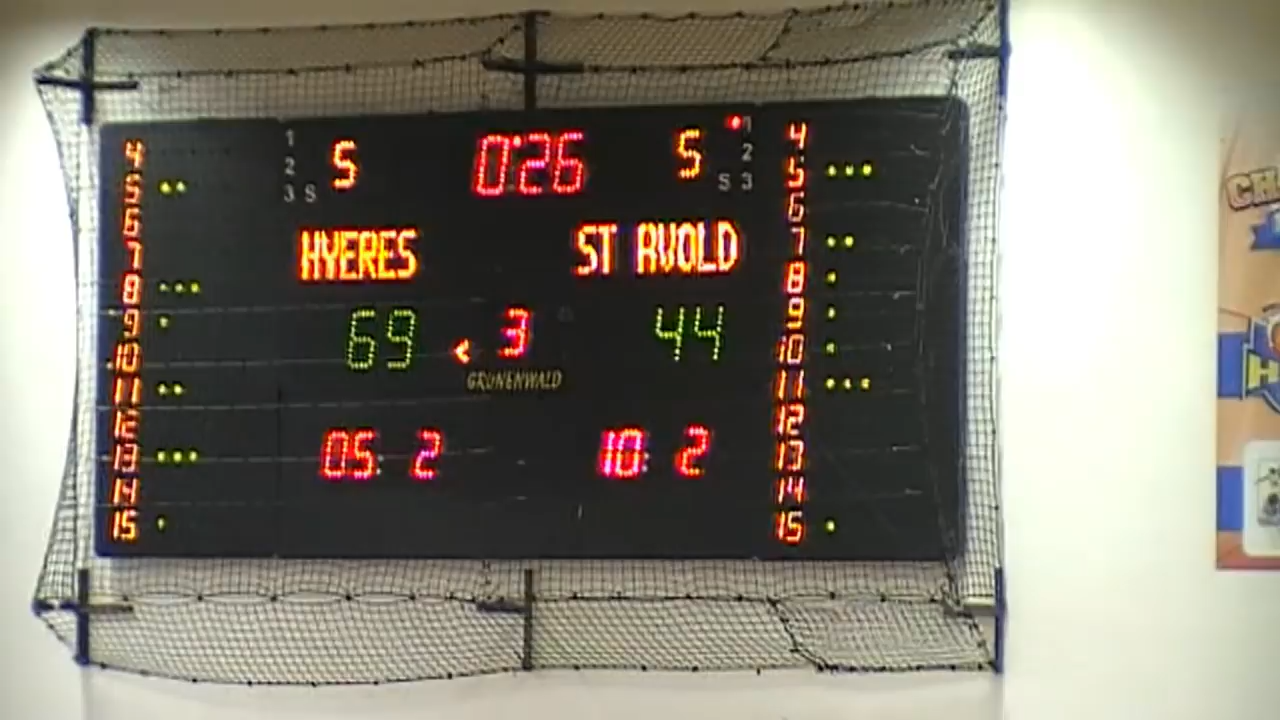 4 1 5 0:26 5 1 4
5 2 2 5
3 S S 3
6 6
7 HYERES ST AVOLD 7
8 8
9 69 3 44 9
10 < 10
11 GRUNENWALD 11
12 12
13 05: 2 10: 2 13
14 14
15 15
CH
H